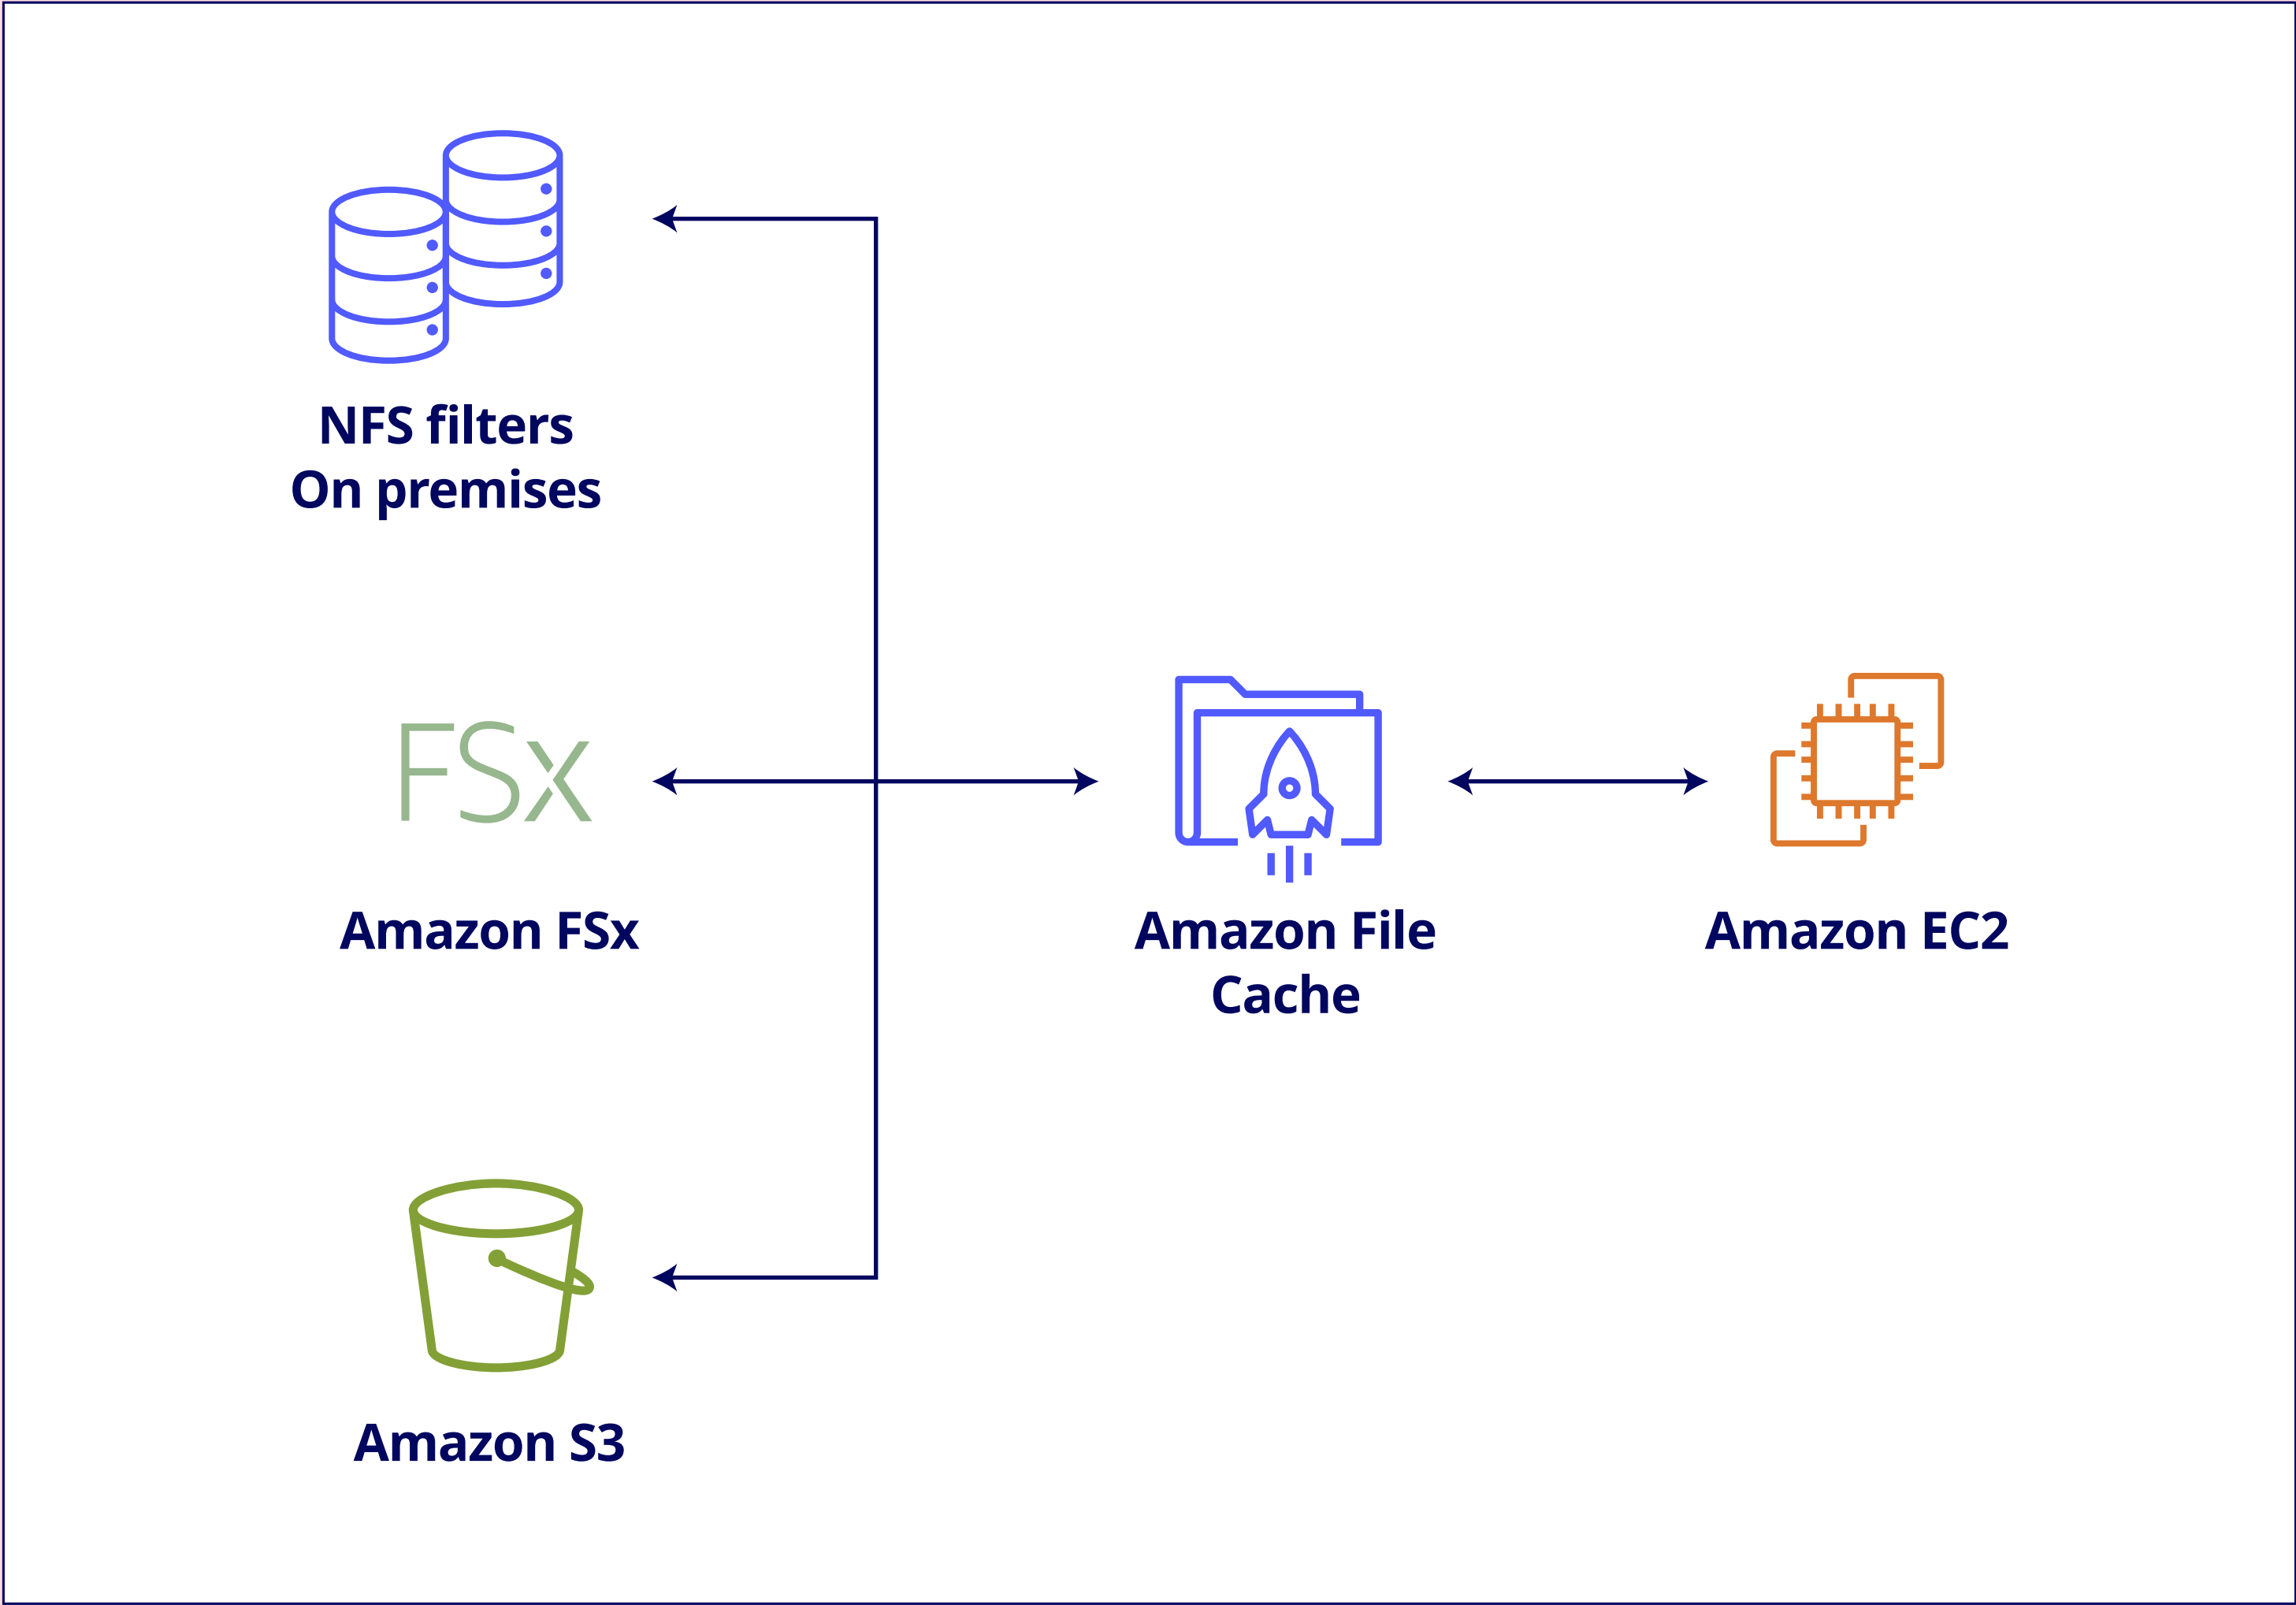 NFS filters
On premises
FSx
Amazon FSx
Amazon File
Cache
Amazon EC2
Amazon S3